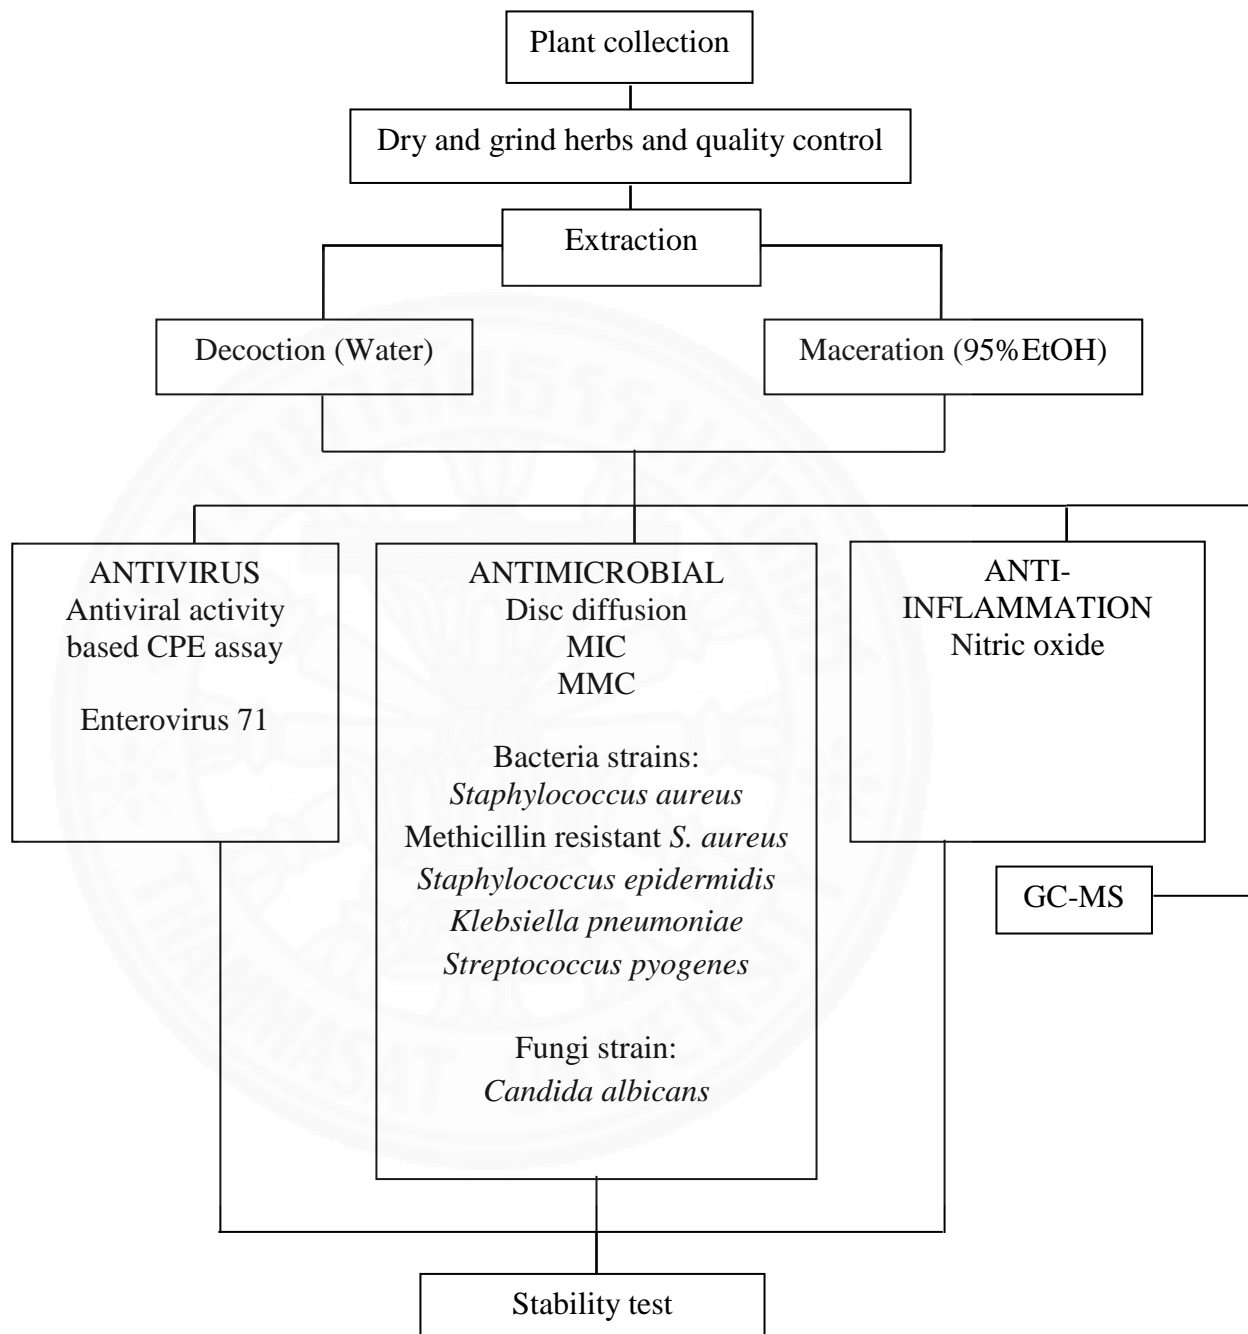 Plant collection
Dry and grind herbs and quality control
Extraction
Decoction (Water)
Maceration (95%EtOH)
ANTIVIRUS
Antiviral activity
based CPE assay
Enterovirus 71
ANTIMICROBIAL
Disc diffusion
MIC
MMC
Bacteria strains:
Staphylococcus aureus
Methicillin resistant S. aureus
Staphylococcus epidermidis
Klebsiella pneumoniae
Streptococcus pyogenes
Fungi strain:
Candida albicans
ANTI-
INFLAMMATION
Nitric oxide
GC-MS
Stability test
THAMMASAT UNIVERSITY